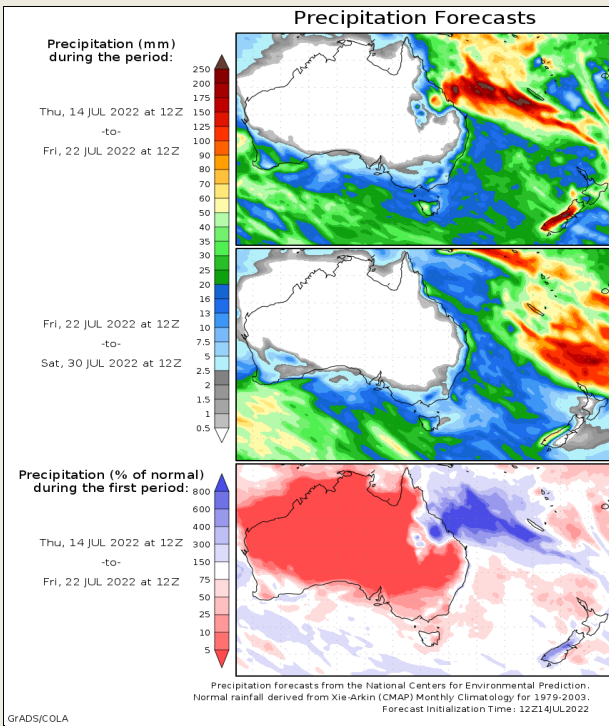 Precipitation Forecasts
Precipitation (mm)
during the period:
Thu, 14 JUL 2022 at 12Z
-to-
Fri, 22 JUL 2022 at 12Z
250
200
175
150
125
100
90
80
70
60
50
40
35
30
25
20
16
13
10
7.5
5
2.5
2
1.5
1
0.5
Fri, 22 JUL 2022 at 12Z
-to-
Sat, 30 JUL 2022 at 12Z
Precipitation (% of normal)
during the first period:
Thu, 14 JUL 2022 at 12Z
-to-
Fri, 22 JUL 2022 at 12Z
800
600
400
300
150
75
50
25
10
5
Precipitation forecasts from the National Centers for Environmental Prediction.
Normal rainfall derived from Xie-Arkin (CMAP) Monthly Climatology for 1979-2003.
Forecast Initialization Time: 12Z14JUL2022
GrADS/COLA